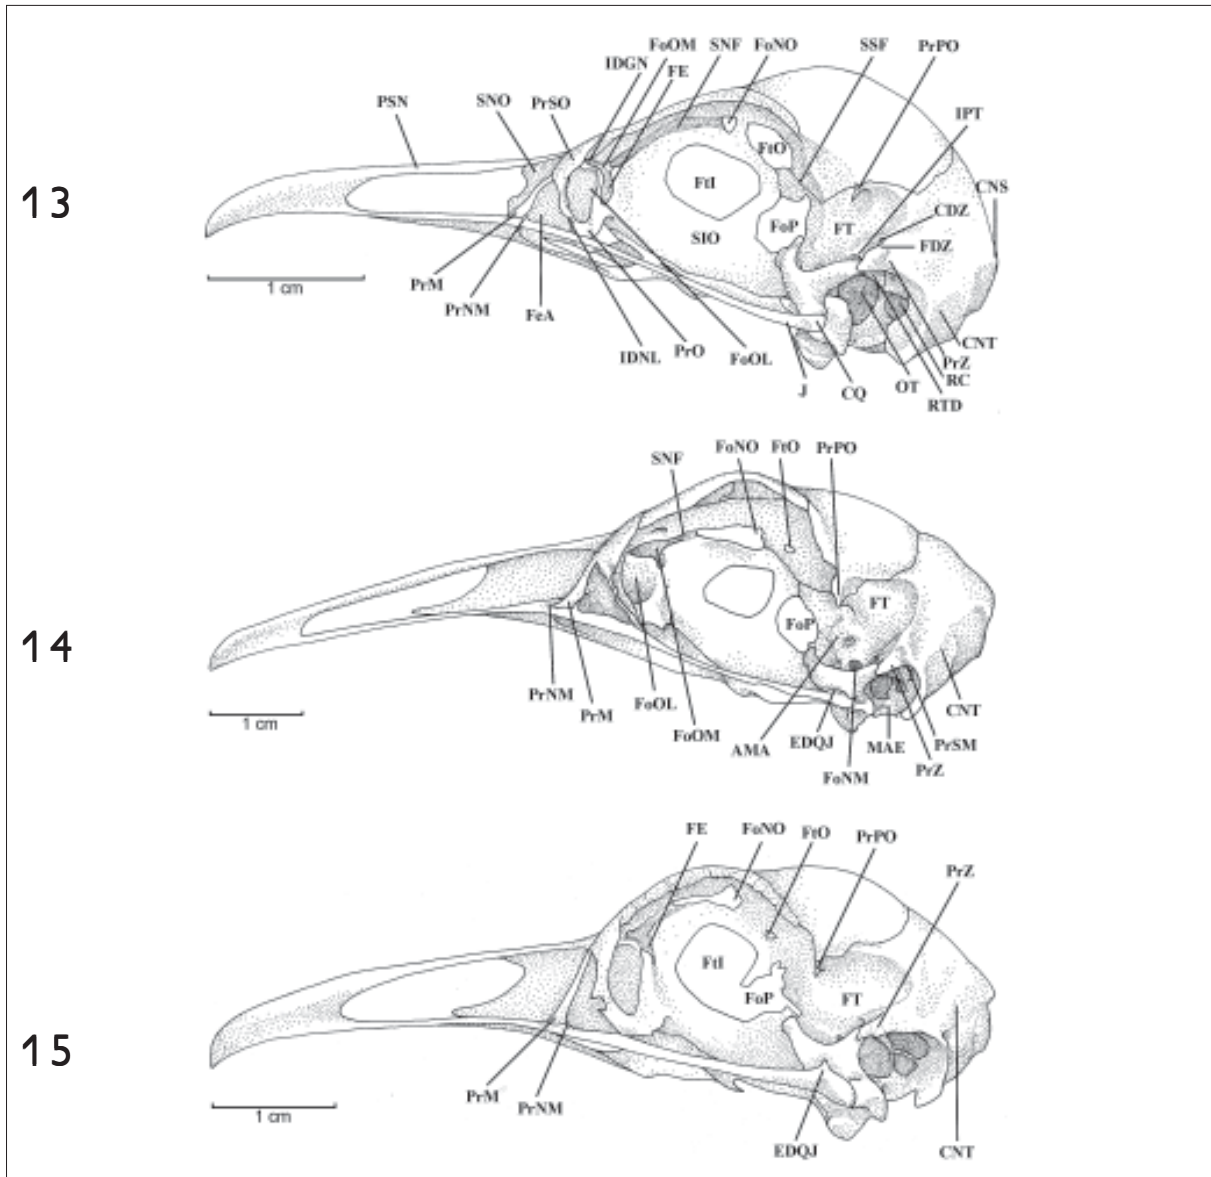 FoOM SNF FoNO SSF PrPO
IDGN FE
PSN SNO PrSO IPT
FtO
13 FtI CNS
CDZ
SIO FoP FT FDZ
1 cm PrM
PrNM FeA CNT
IDNL PrO FoOL PrZ
RC
J CQ OT
RTD
SNF FoNO FtO PrPO
FT
14 FoP
PrNM FoOL CNT
1 cm PrM FoOM
AMA EDQJ MAE PrSM
FoNM PrZ
FE FoNO FtO PrPO
PrZ
FtI
FoP FT
15
1 cm PrM PrNM
EDQJ CNT